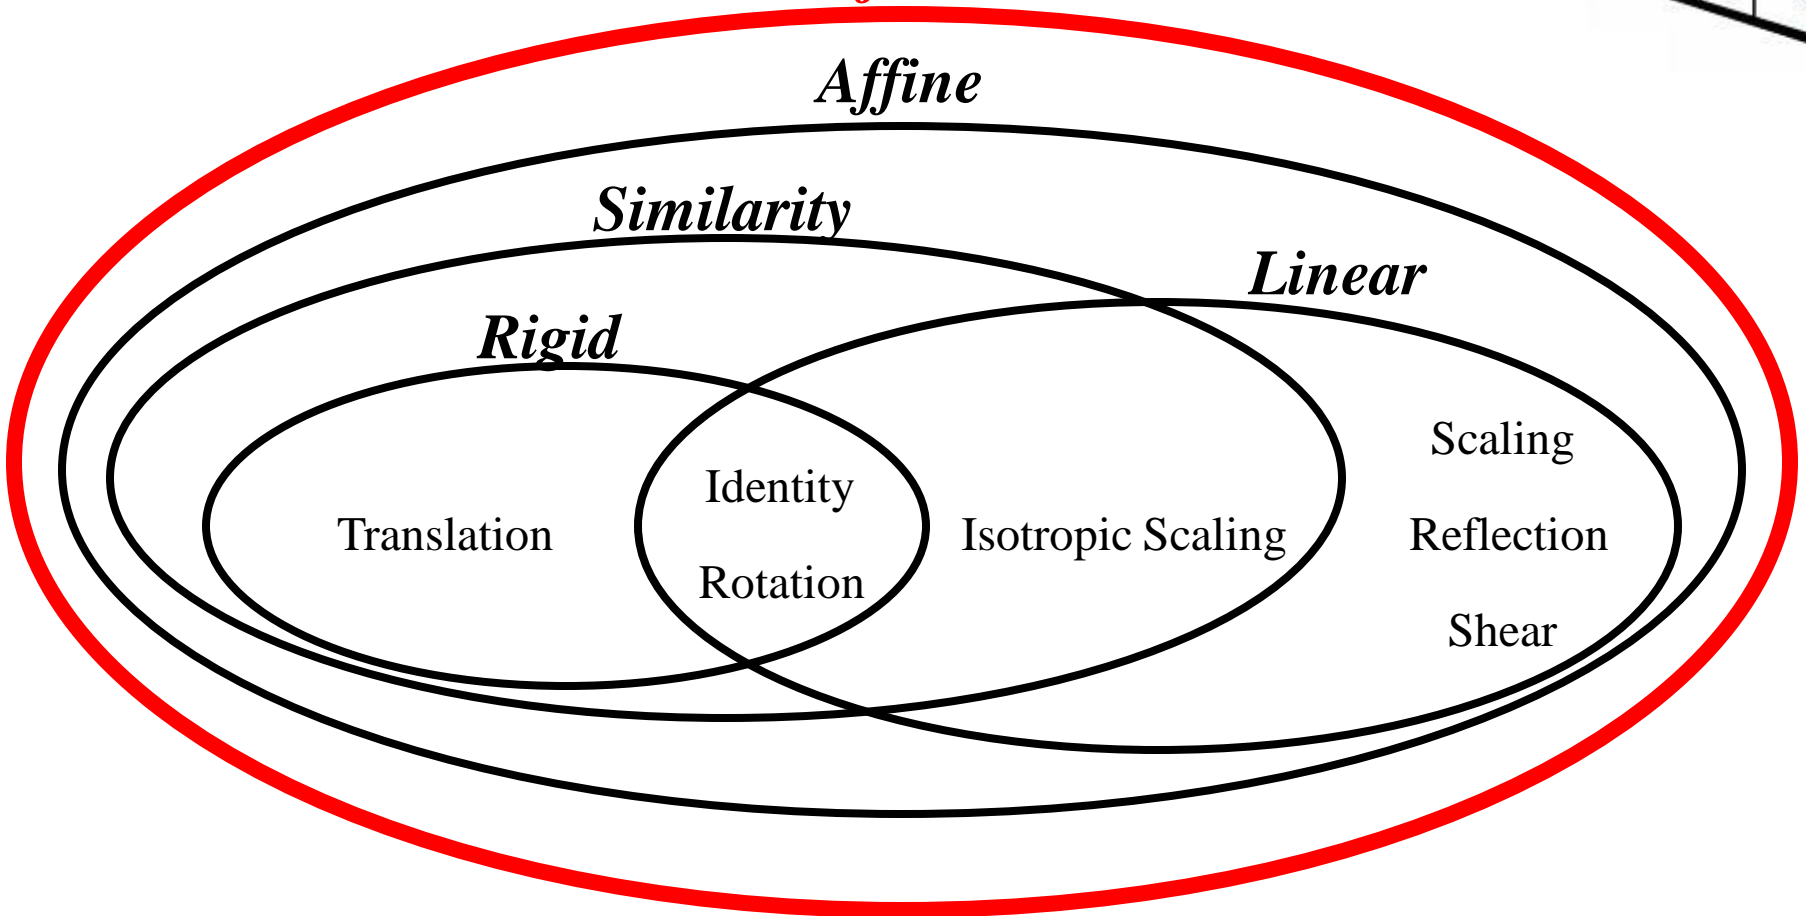 Affine
Similarity
Linear
Rigid
Scaling
Identity
Translation
Isotropic Scaling
Reflection
Rotation
Shear